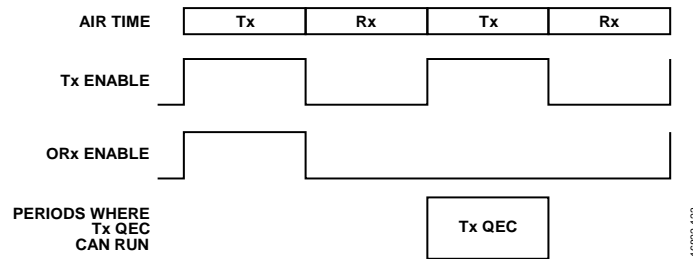 AIR TIME
Tx Rx Tx Rx
Tx ENABLE
ORx ENABLE
PERIODS WHERE
Tx QEC
CAN RUN
Tx QEC